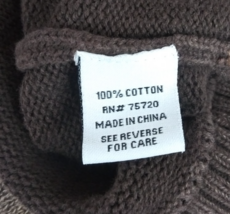 100% COTTON
RN# 75720
MADE IN CHINA
SEE REVERSE
FOR CARE